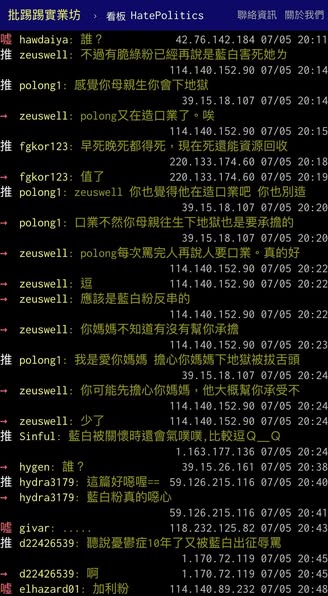 批踢踢實業坊 › 看板 HatePolitics 聯絡資訊 關於我們
噓 hawdaiya: 誰？ 42.76.142.184 07/05 20:11
推 zeuswell: 不過有脆綠粉已經再說是藍白害死她ㄌ
114.140.152.90 07/05 20:14
推 polong1: 感覺你母親生你會下地獄
39.15.18.107 07/05 20:14
→ zeuswell: polong又在造口業了。唉
114.140.152.90 07/05 20:15
推 fgkor123: 早死晚死都得死，現在死還能資源回收
220.133.174.60 07/05 20:18
→ fgkor123: 值了 220.133.174.60 07/05 20:19
推 polong1: zeuswell 你也覺得他在造口業吧 你也別造
39.15.18.107 07/05 20:20
→ polong1: 口業不然你母親往生下地獄也是要承擔的
39.15.18.107 07/05 20:20
→ zeuswell: polong每次罵完人再說人要口業。真的好
114.140.152.90 07/05 20:22
→ zeuswell: 逗 114.140.152.90 07/05 20:22
→ zeuswell: 應該是藍白粉反串的
114.140.152.90 07/05 20:22
→ zeuswell: 你媽媽不知道有沒有幫你承擔
114.140.152.90 07/05 20:23
推 polong1: 我是愛你媽媽 擔心你媽媽下地獄被拔舌頭
39.15.18.107 07/05 20:24
→ zeuswell: 你可能先擔心你媽媽，他大概幫你承受不
114.140.152.90 07/05 20:24
→ zeuswell: 少了 114.140.152.90 07/05 20:24
推 Sinful: 藍白被關懷時還會氣噗噗,比較逗Ｑ＿＿Ｑ
1.163.177.136 07/05 20:24
→ hygen: 誰？ 39.15.26.161 07/05 20:38
推 hydra3179: 這篇好噁喔== 59.126.215.116 07/05 20:40
→ hydra3179: 藍白粉真的噁心
59.126.215.116 07/05 20:41
噓 givar: ..... 118.232.125.82 07/05 20:43
推 d22426539: 聽說憂鬱症10年了又被藍白出征辱罵
1.170.72.119 07/05 20:45
→ d22426539: 啊 1.170.72.119 07/05 20:45
噓 elhazard01: 加利粉 114.140.89.232 07/05 20:48